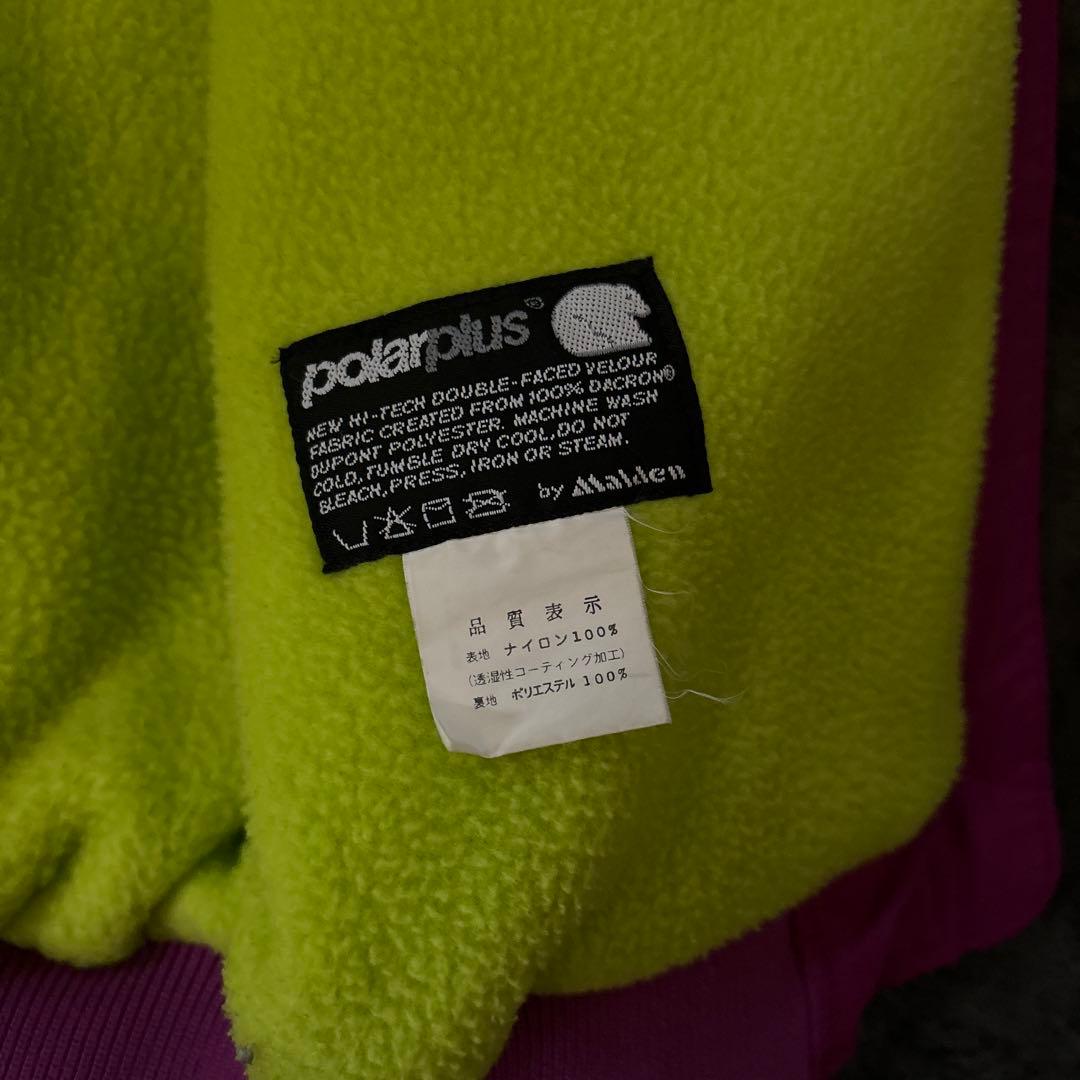 polarplus®
NEW HI-TECH DOUBLE-FACED VELOUR
FABRIC CREATED FROM 100% DACRON®
DUPONT POLYESTER. MACHINE WASH
COLD, TUMBLE DRY COOL, DO NOT
BLEACH, PRESS, IRON OR STEAM.
by Malden
品質表示
表地 ナイロン100%
(透湿性コーティング加工)
裏地 ポリエステル 100%